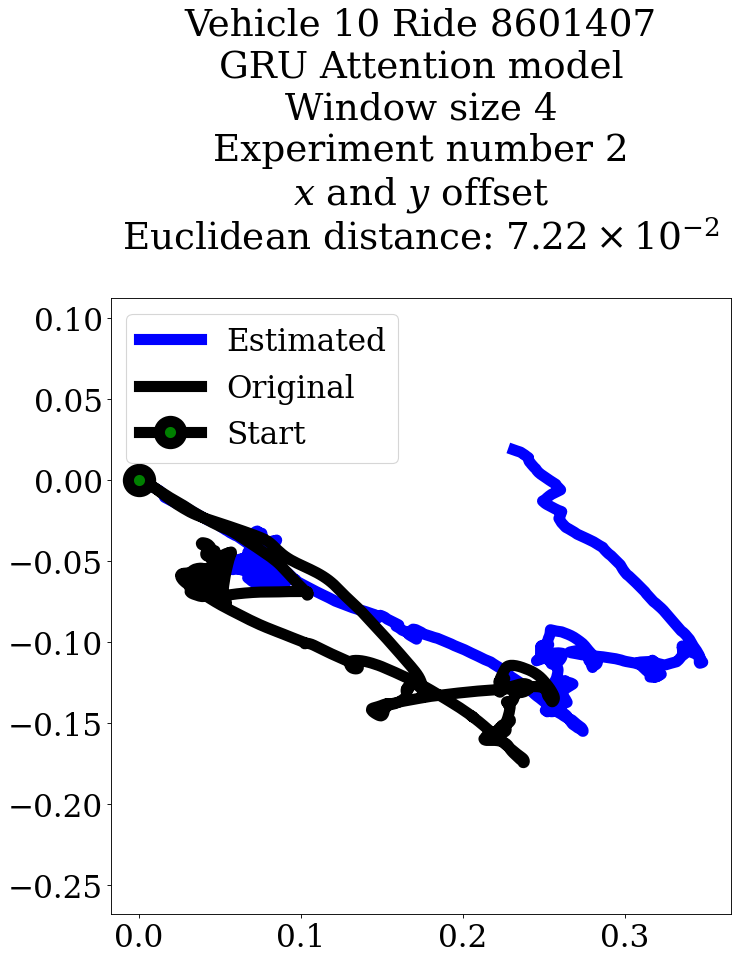 Vehicle 10 Ride 8601407
GRU Attention model
Window size 4
Experiment number 2
x and y offset
Euclidean distance: 7.22 × 10⁻²
Estimated
Original
Start
0.10
0.05
0.00
−0.05
−0.10
−0.15
−0.20
−0.25
0.0 0.1 0.2 0.3